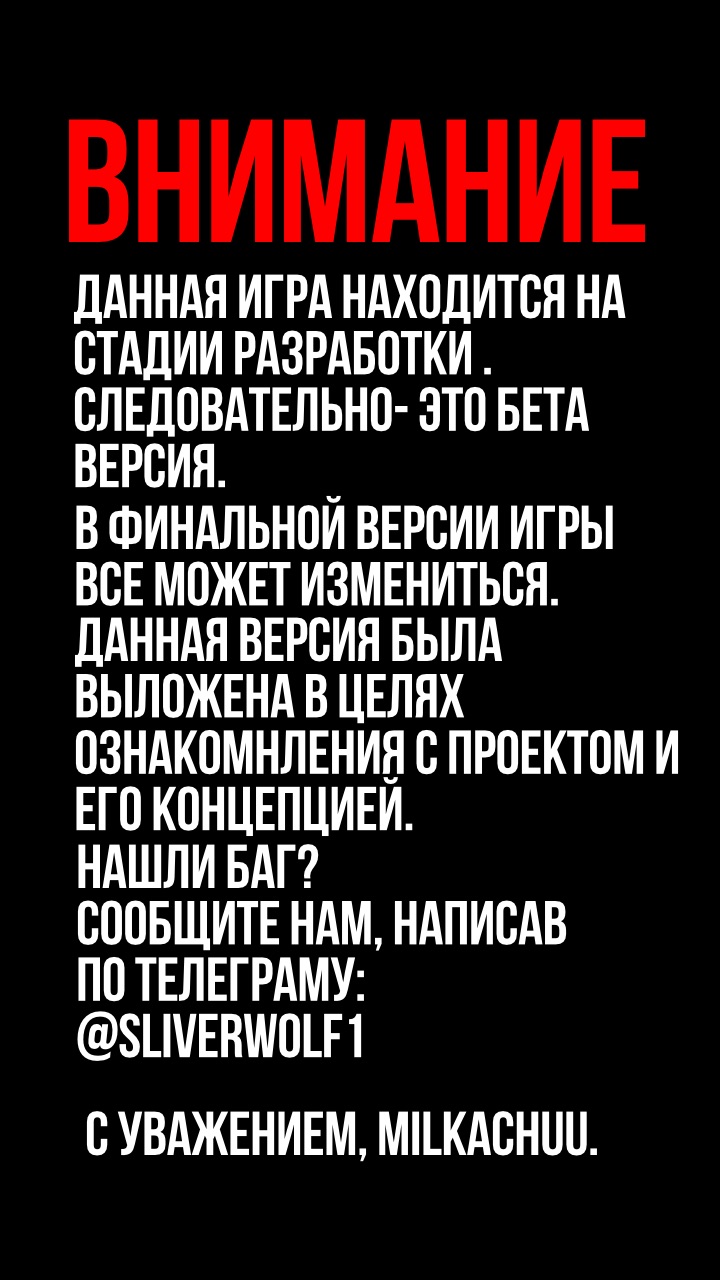 ВНИМАНИЕ
ДАННАЯ ИГРА НАХОДИТСЯ НА
СТАДИИ РАЗРАБОТКИ .
СЛЕДОВАТЕЛЬНО- ЭТО БЕТА
ВЕРСИЯ.
В ФИНАЛЬНОЙ ВЕРСИИ ИГРЫ
ВСЕ МОЖЕТ ИЗМЕНИТЬСЯ.
ДАННАЯ ВЕРСИЯ БЫЛА
ВЫЛОЖЕНА В ЦЕЛЯХ
ОЗНАКОМНЛЕНИЯ С ПРОЕКТОМ И
ЕГО КОНЦЕПЦИЕЙ.
НАШЛИ БАГ?
СООБЩИТЕ НАМ, НАПИСАВ
ПО ТЕЛЕГРАМУ:
@SLIVERWOLF1
С УВАЖЕНИЕМ, MILKACHUU.